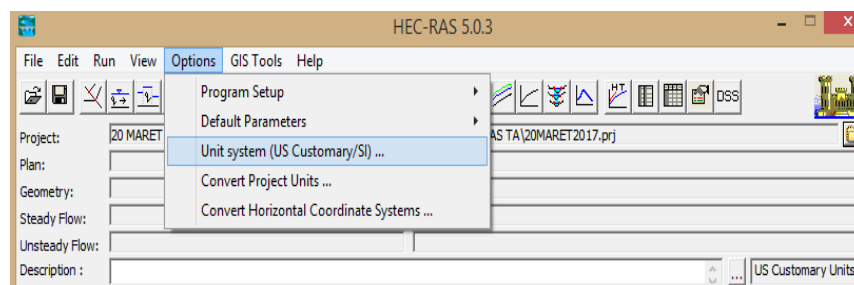 HEC-RAS 5.0.3
File Edit Run View Options GIS Tools Help
HT DSS
Program Setup
Default Parameters
Project: 20 MARET AS TA\20MARET2017.prj
Unit system (US Customary/SI) ...
Plan:
Convert Project Units ...
Geometry:
Convert Horizontal Coordinate Systems ...
Steady Flow:
Unsteady Flow:
Description : ... US Customary Units